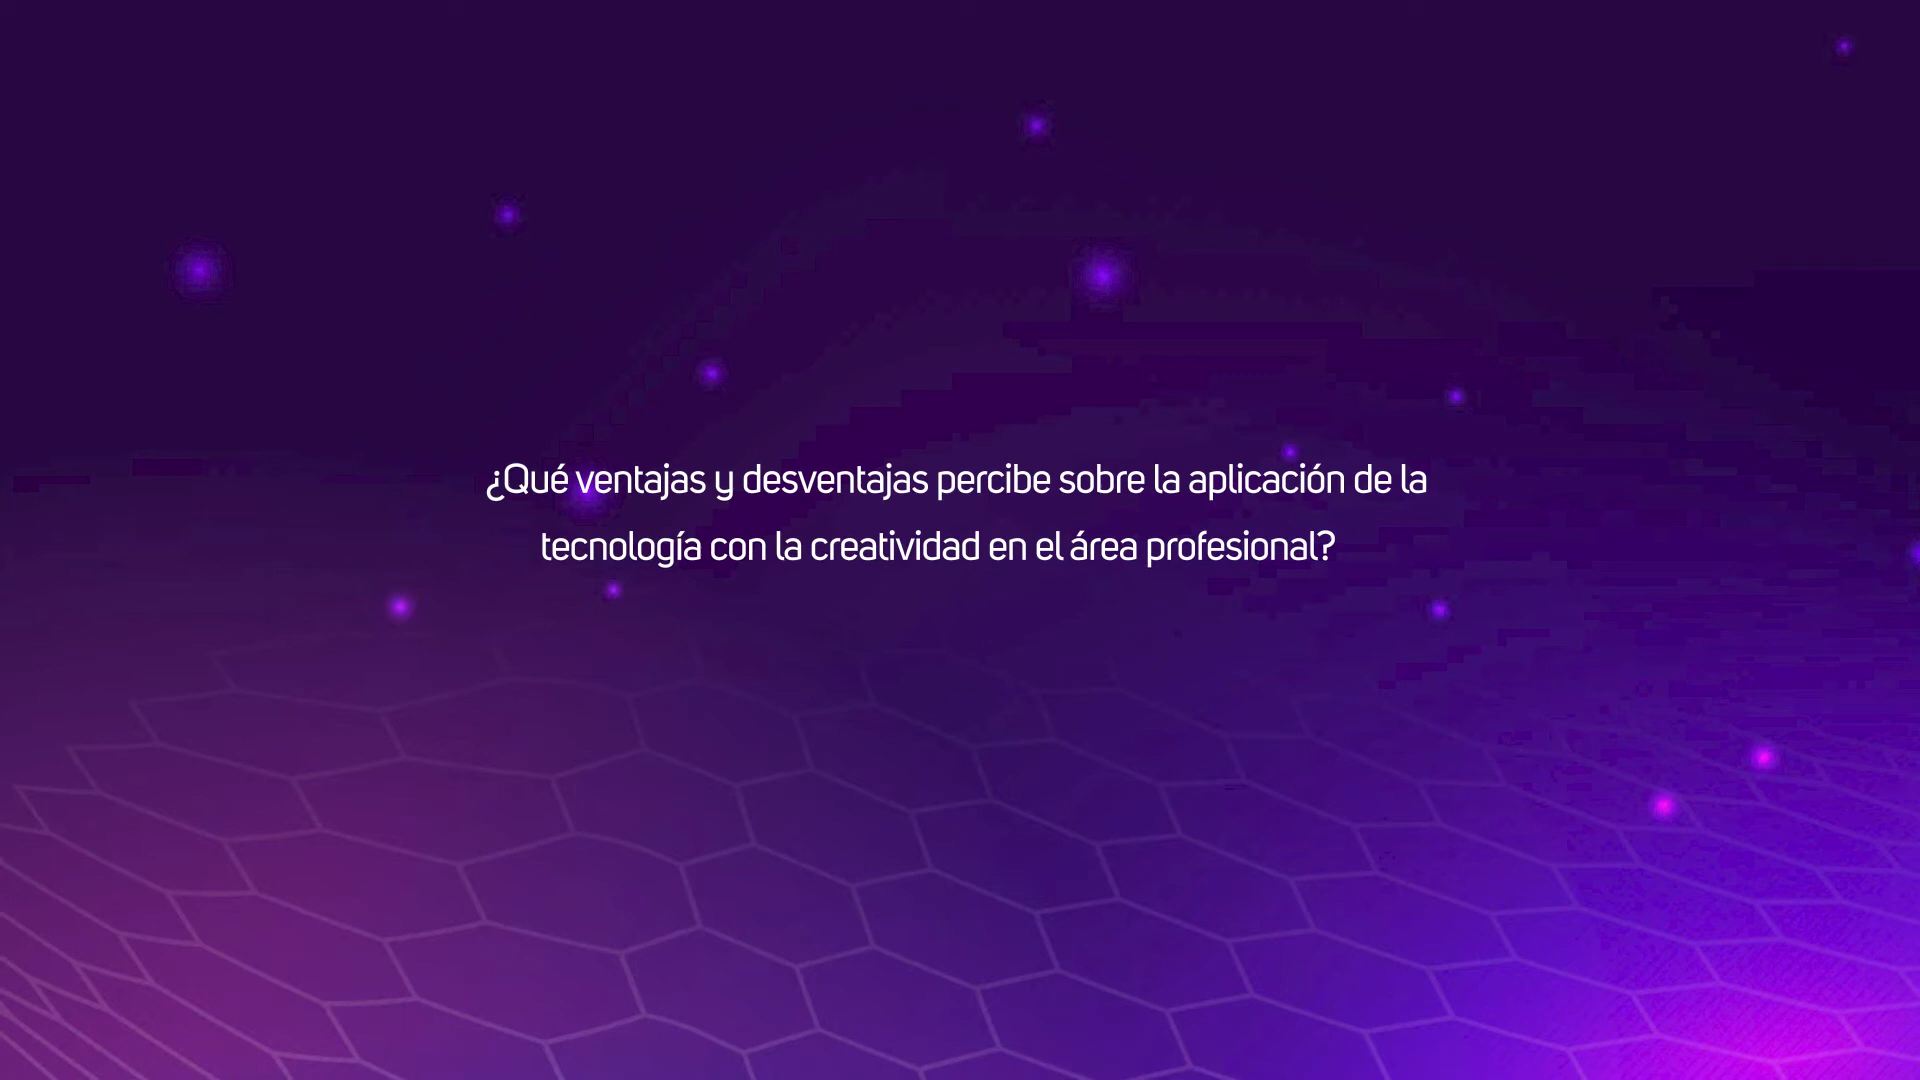 ¿Qué ventajas y desventajas percibe sobre la aplicación de la
tecnología con la creatividad en el área profesional?